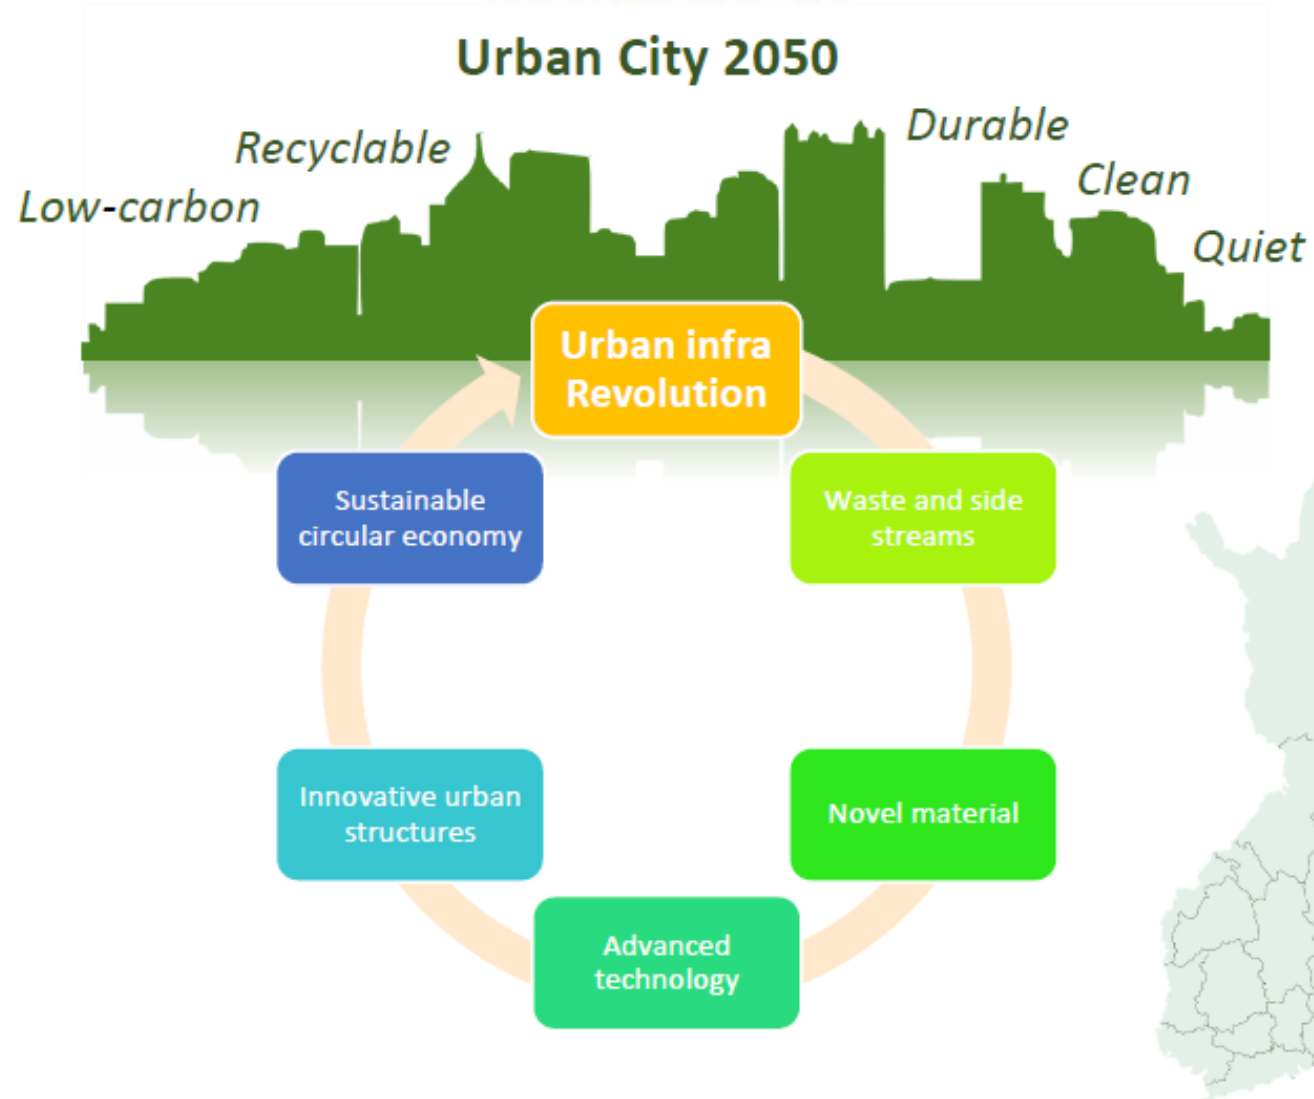 Urban City 2050
Recyclable
Durable
Low-carbon
Clean
Quiet
Urban infra
Revolution
Sustainable
circular economy
Waste and side
streams
Innovative urban
structures
Novel material
Advanced
technology